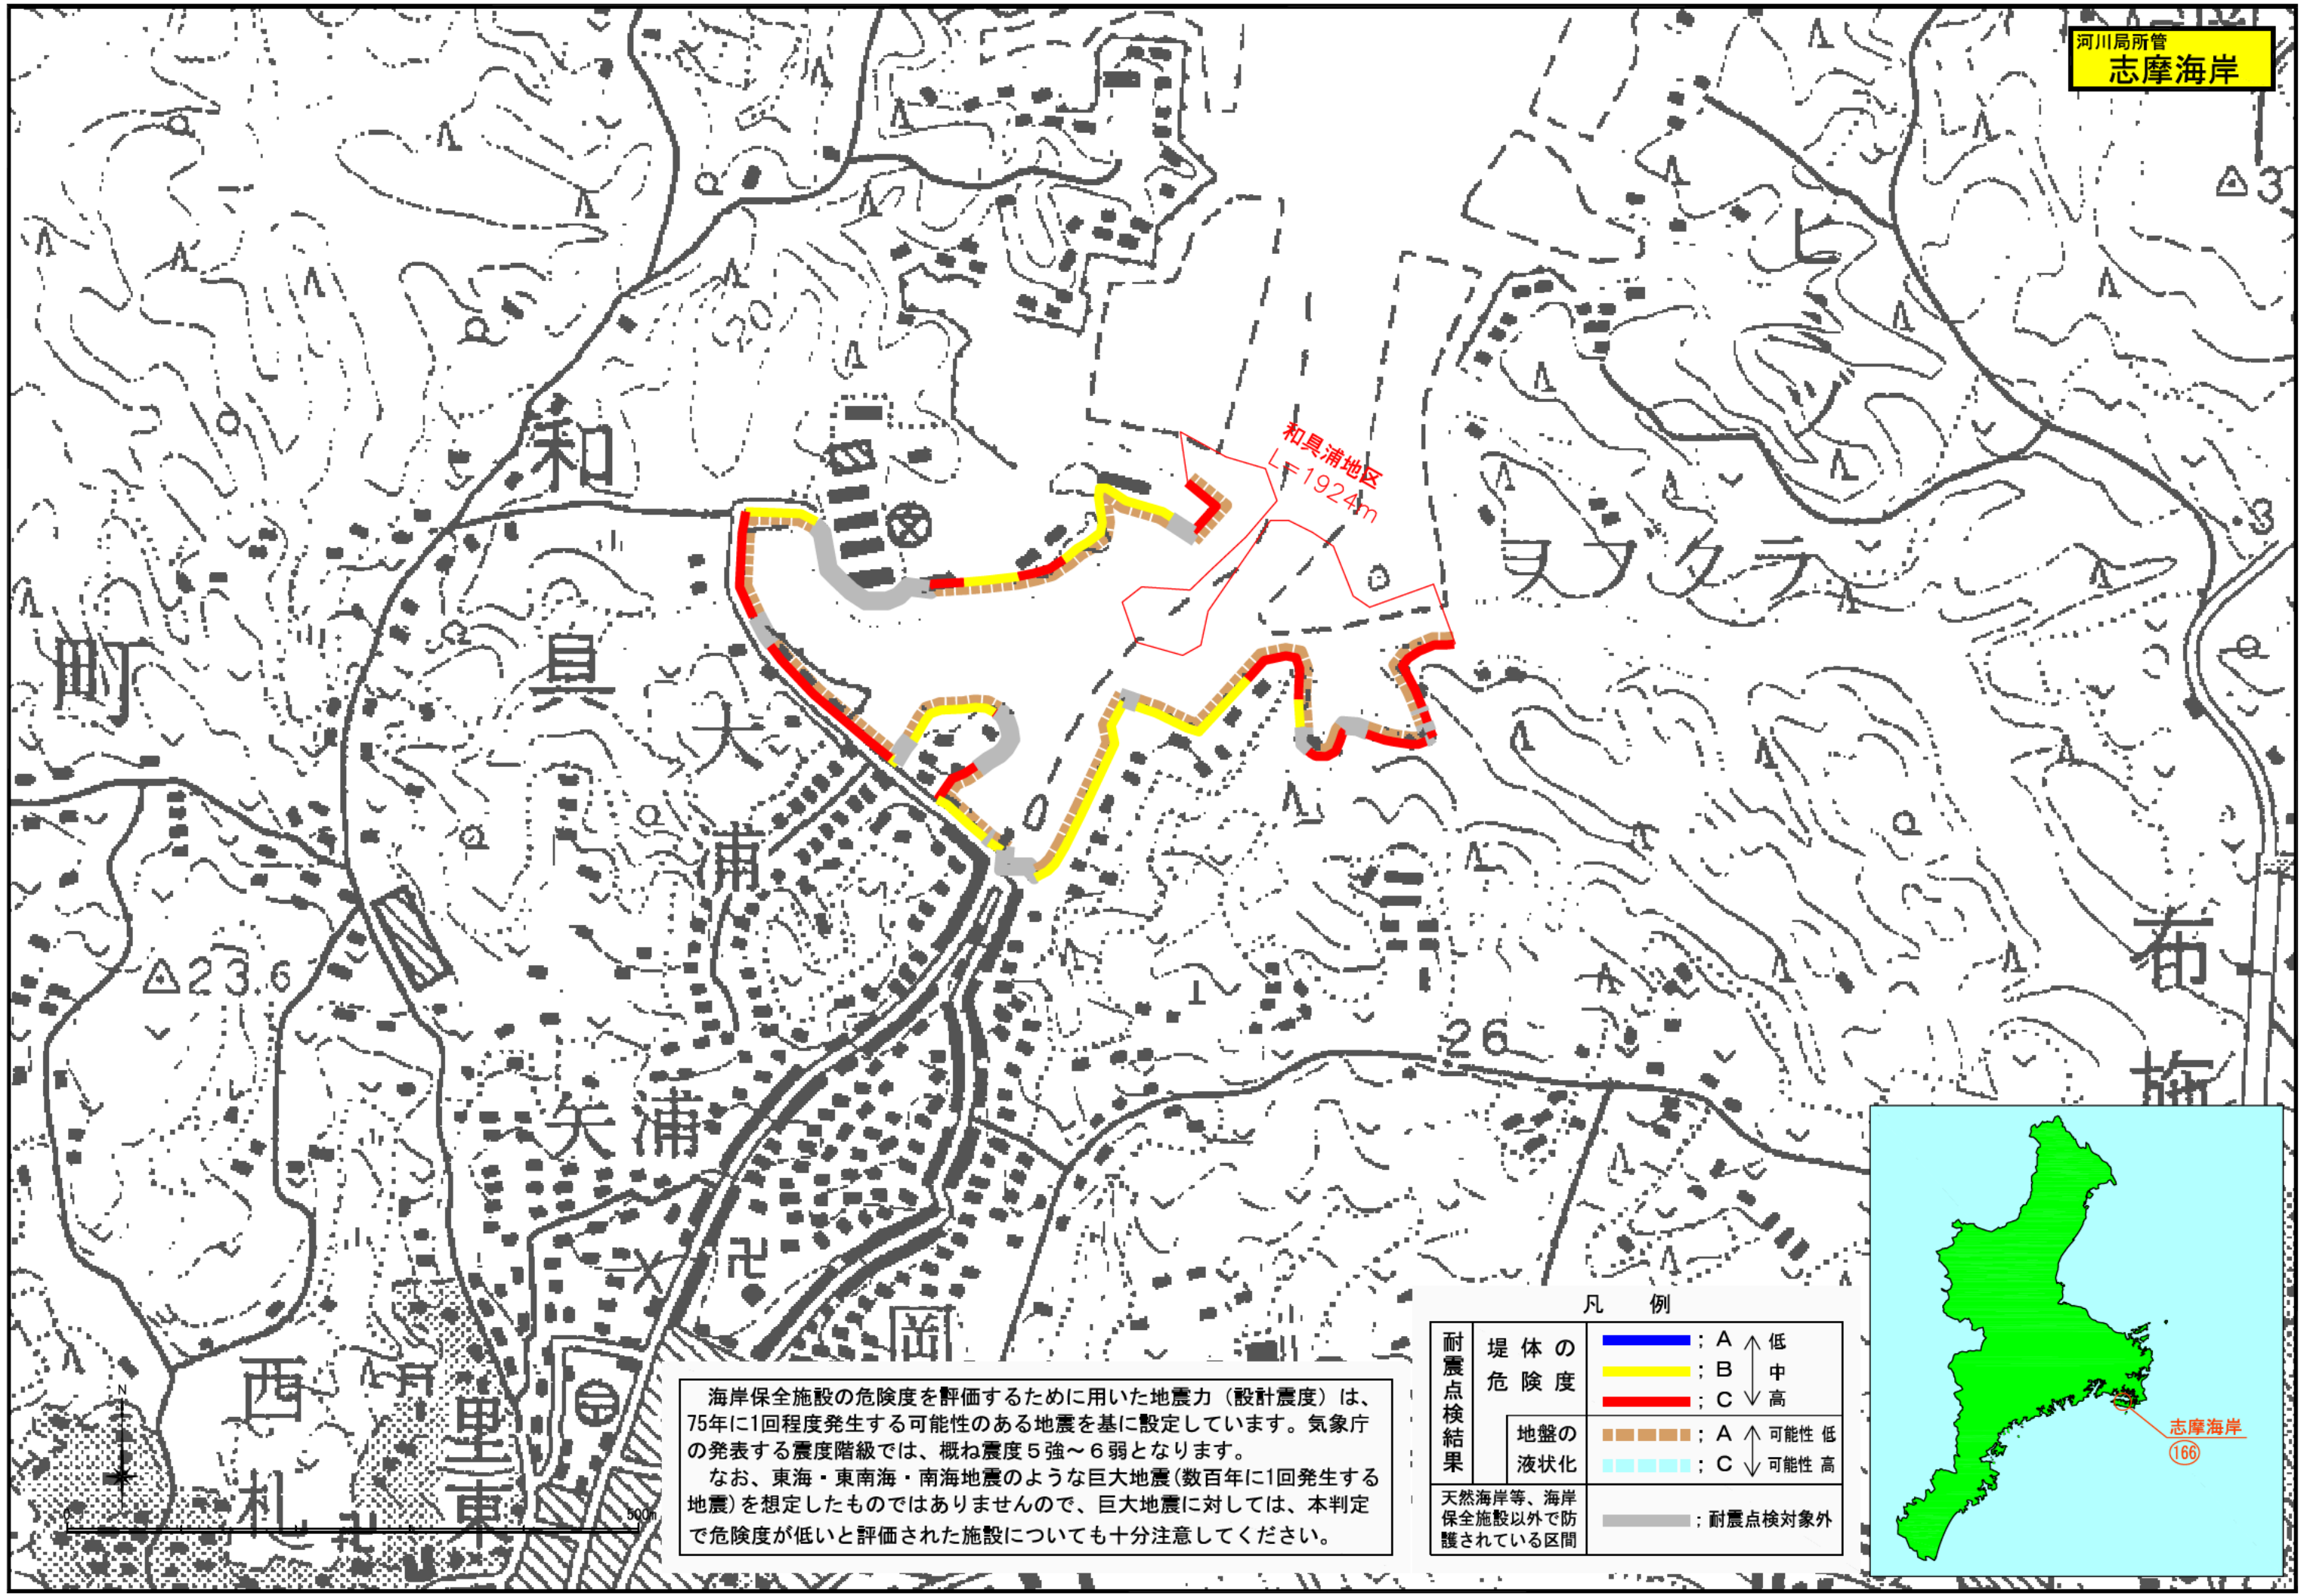 河川局所管
志摩海岸
3
20
和
和具浦地区
L=1924m
3
ヲフタテ
町
具
大
浦
布
23.6
26
施
矢浦
卍
岡
西
里
札
東
N
0
500m
海岸保全施設の危険度を評価するために用いた地震力（設計震度）は、
75年に1回程度発生する可能性のある地震を基に設定しています。気象庁
の発表する震度階級では、概ね震度５強～６弱となります。
なお、東海・東南海・南海地震のような巨大地震(数百年に1回発生する
地震)を想定したものではありませんので、巨大地震に対しては、本判定
で危険度が低いと評価された施設についても十分注意してください。
凡 例
耐震点検結果
堤体の
危険度
; A 低
; B 中
; C 高
地盤の
液状化
; A 可能性 低
; C 可能性 高
天然海岸等、海岸
保全施設以外で防
護されている区間
; 耐震点検対象外
志摩海岸
166